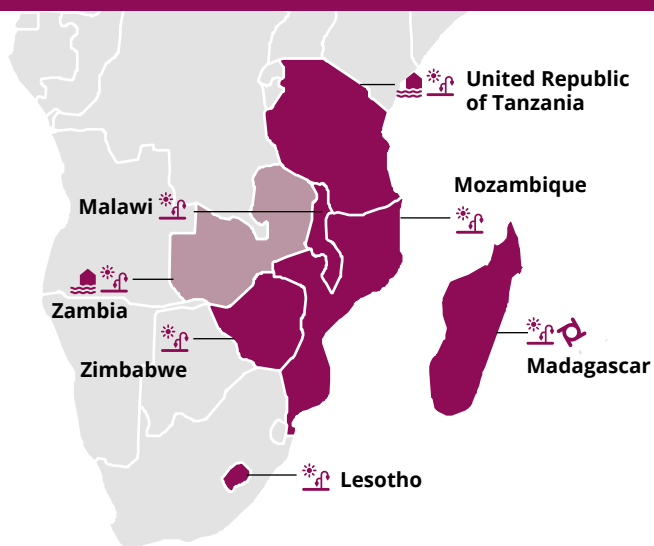 United Republic
of Tanzania
Mozambique
Malawi
Zambia
Zimbabwe
Madagascar
Lesotho